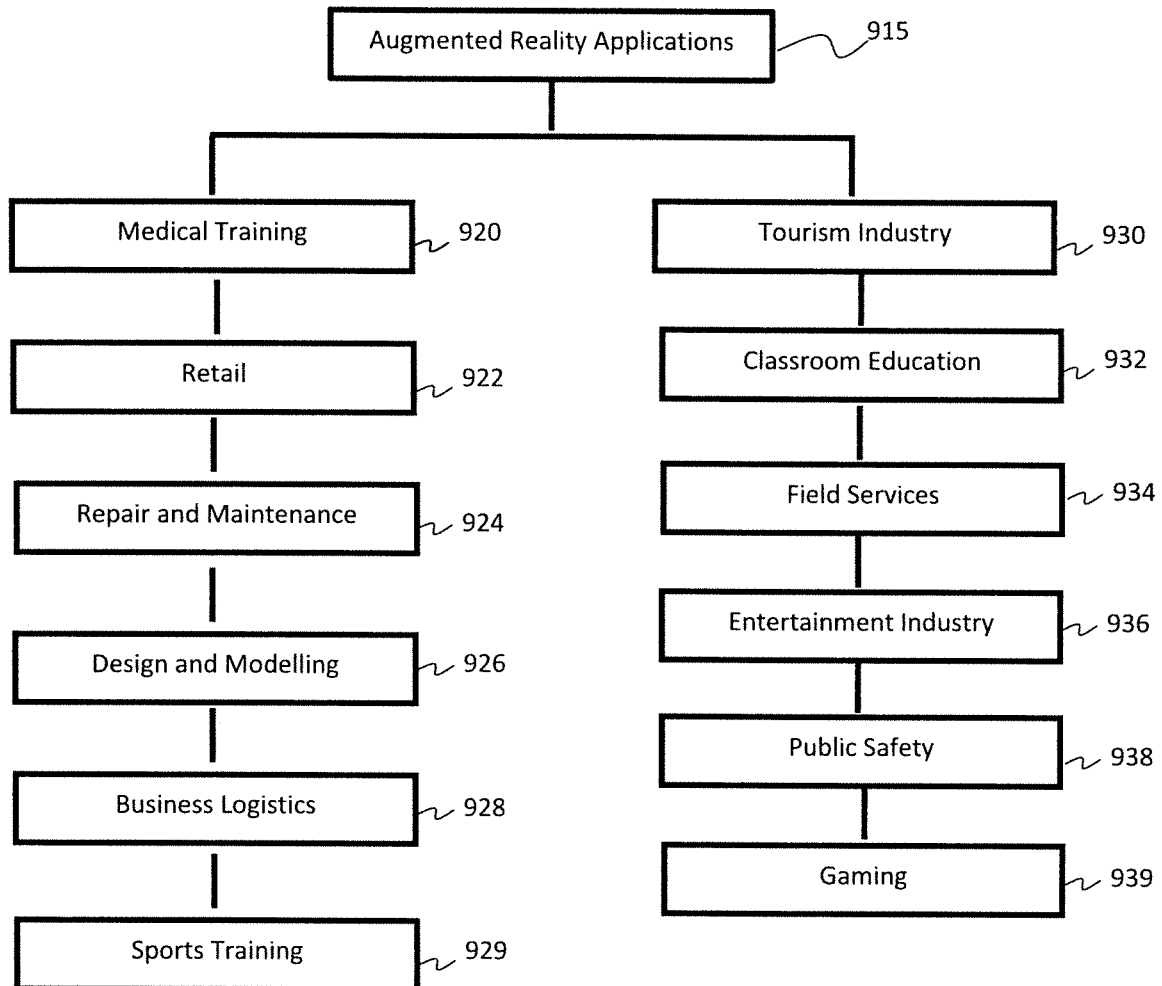 Augmented Reality Applications
915
Medical Training
920
Retail
922
Repair and Maintenance
924
Design and Modelling
926
Business Logistics
928
Sports Training
929
Tourism Industry
930
Classroom Education
932
Field Services
934
Entertainment Industry
936
Public Safety
938
Gaming
939